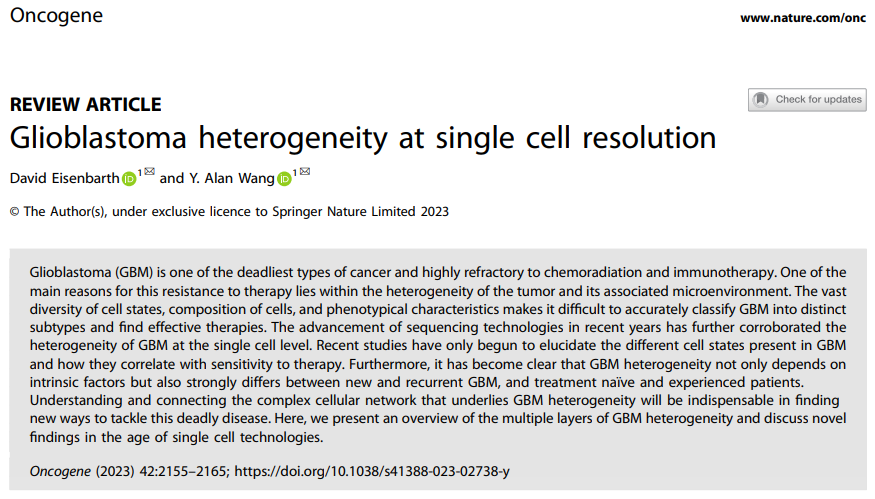 Oncogene
www.nature.com/onc
REVIEW ARTICLE
Check for updates
Glioblastoma heterogeneity at single cell resolution
David Eisenbarth iD 1✉ and Y. Alan Wang iD 1✉
© The Author(s), under exclusive licence to Springer Nature Limited 2023
Glioblastoma (GBM) is one of the deadliest types of cancer and highly refractory to chemoradiation and immunotherapy. One of the
main reasons for this resistance to therapy lies within the heterogeneity of the tumor and its associated microenvironment. The vast
diversity of cell states, composition of cells, and phenotypical characteristics makes it difficult to accurately classify GBM into distinct
subtypes and find effective therapies. The advancement of sequencing technologies in recent years has further corroborated the
heterogeneity of GBM at the single cell level. Recent studies have only begun to elucidate the different cell states present in GBM
and how they correlate with sensitivity to therapy. Furthermore, it has become clear that GBM heterogeneity not only depends on
intrinsic factors but also strongly differs between new and recurrent GBM, and treatment naïve and experienced patients.
Understanding and connecting the complex cellular network that underlies GBM heterogeneity will be indispensable in finding
new ways to tackle this deadly disease. Here, we present an overview of the multiple layers of GBM heterogeneity and discuss novel
findings in the age of single cell technologies.
Oncogene (2023) 42:2155–2165; https://doi.org/10.1038/s41388-023-02738-y